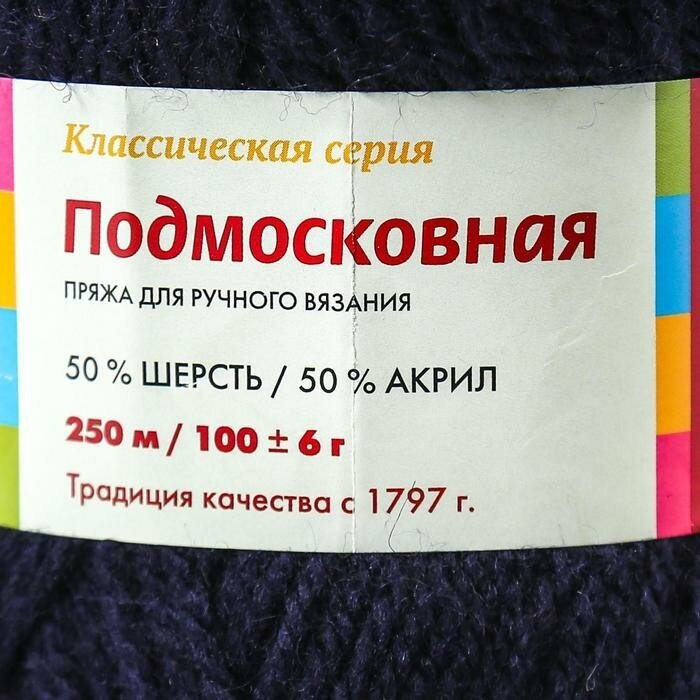 Классическая серия
Подмосковная
ПРЯЖА ДЛЯ РУЧНОГО ВЯЗАНИЯ
50 % ШЕРСТЬ / 50 % АКРИЛ
250 м / 100 ± 6 г
Традиция качества с 1797 г.